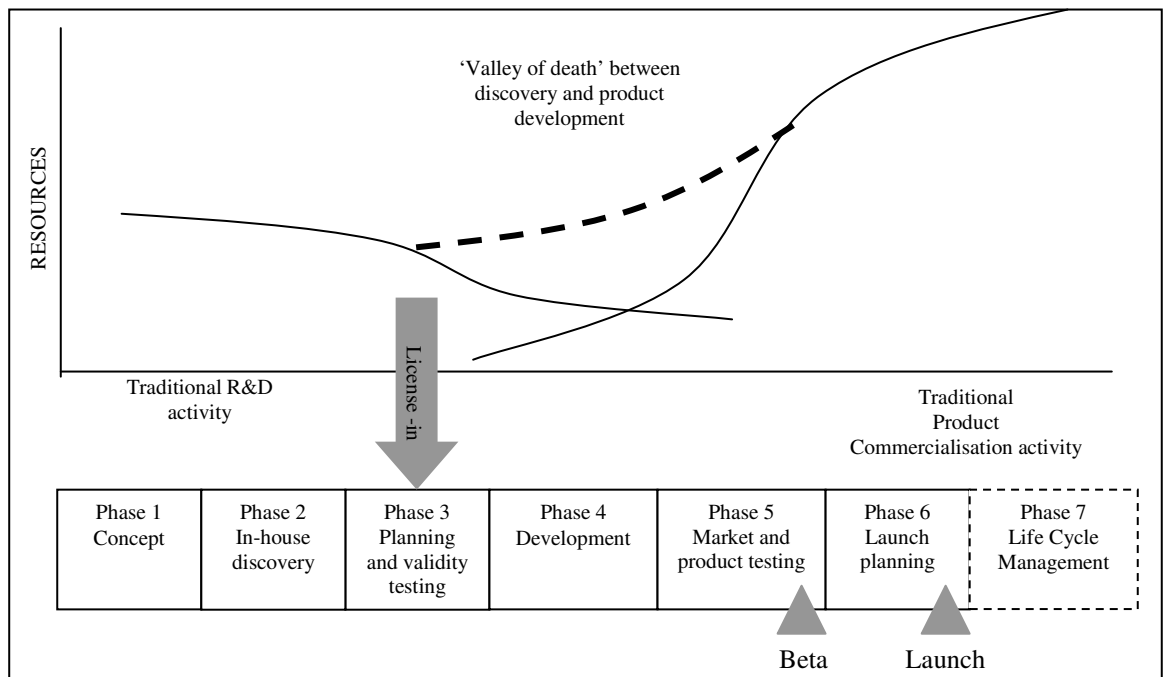 ‘Valley of death’ between
discovery and product
development
RESOURCES
License -in
Traditional R&D
activity
Traditional
Product
Commercialisation activity
Phase 1
Concept
Phase 2
In-house
discovery
Phase 3
Planning
and validity
testing
Phase 4
Development
Phase 5
Market and
product testing
Phase 6
Launch
planning
Phase 7
Life Cycle
Management
Beta
Launch